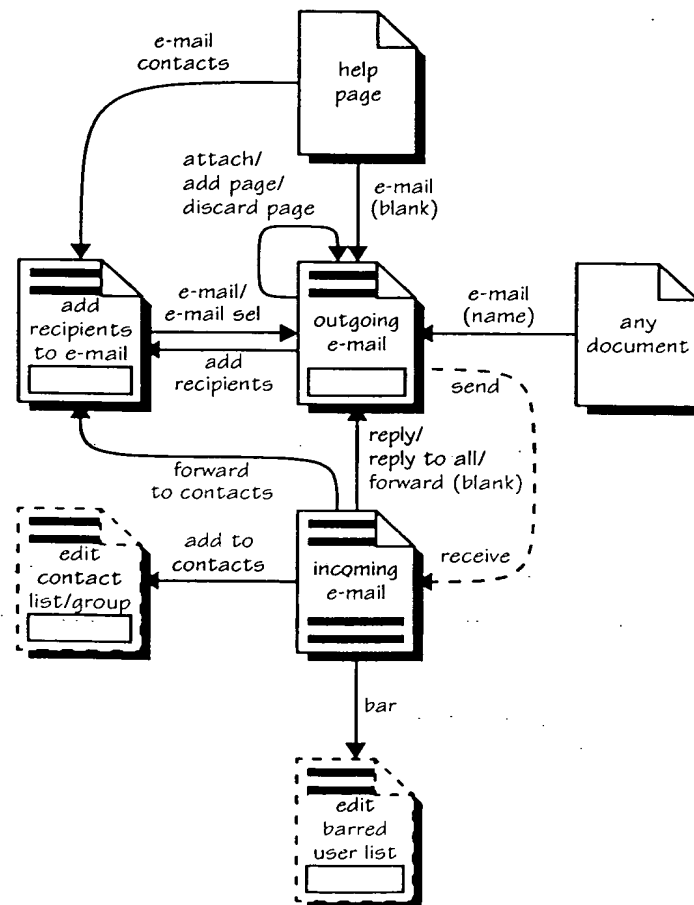 e-mail
contacts
help
page
attach/
add page/
discard page
e-mail
(blank)
add
recipients
to e-mail
e-mail/
e-mail sel
add
recipients
outgoing
e-mail
e-mail
(name)
any
document
send
reply/
reply to all/
forward (blank)
forward
to contacts
edit
contact
list/group
add to
contacts
incoming
e-mail
receive
bar
edit
barred
user list